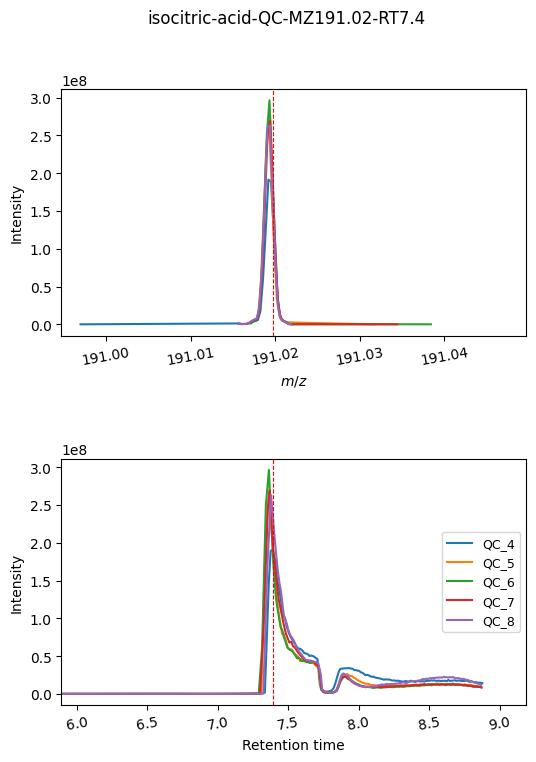 isocitric-acid-QC-MZ191.02-RT7.4
1e8
3.0
2.5
2.0
1.5
1.0
0.5
0.0
Intensity
191.00 191.01 191.02 191.03 191.04
m/z
1e8
3.0
2.5
2.0
1.5
1.0
0.5
0.0
Intensity
QC_4
QC_5
QC_6
QC_7
QC_8
6.0 6.5 7.0 7.5 8.0 8.5 9.0
Retention time